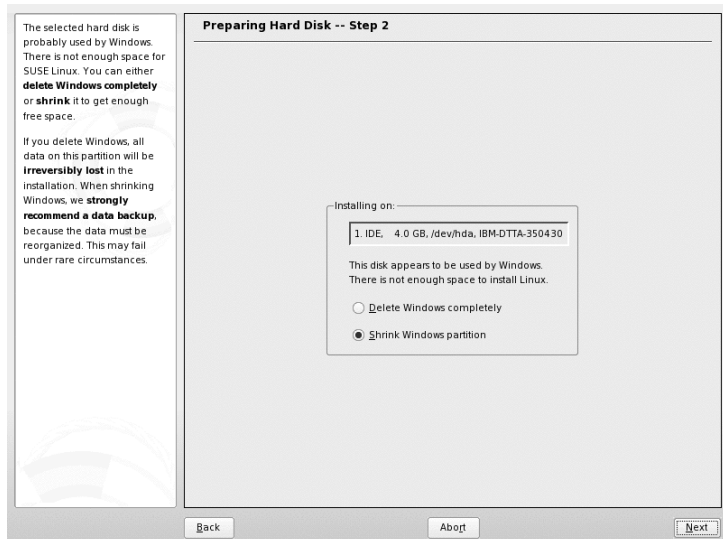 The selected hard disk is
probably used by Windows.
There is not enough space for
SUSE Linux. You can either
delete Windows completely
or shrink it to get enough
free space.
If you delete Windows, all
data on this partition will be
irreversibly lost in the
installation. When shrinking
Windows, we strongly
recommend a data backup,
because the data must be
reorganized. This may fail
under rare circumstances.
Preparing Hard Disk -- Step 2
Installing on:
1. IDE, 4.0 GB, /dev/hda, IBM-DTTA-350430
This disk appears to be used by Windows.
There is not enough space to install Linux.
Delete Windows completely
Shrink Windows partition
Back
Abort
Next